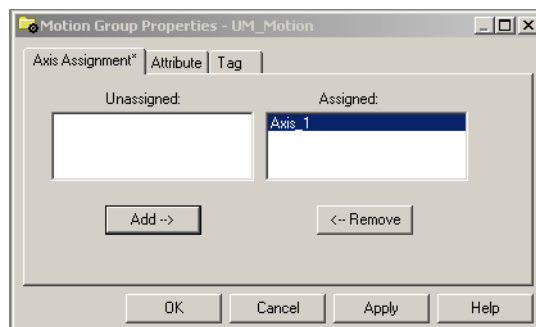 Motion Group Properties - UM_Motion
Axis Assignment* Attribute Tag
Unassigned: Assigned:
Axis_1
Add --> <-- Remove
OK Cancel Apply Help